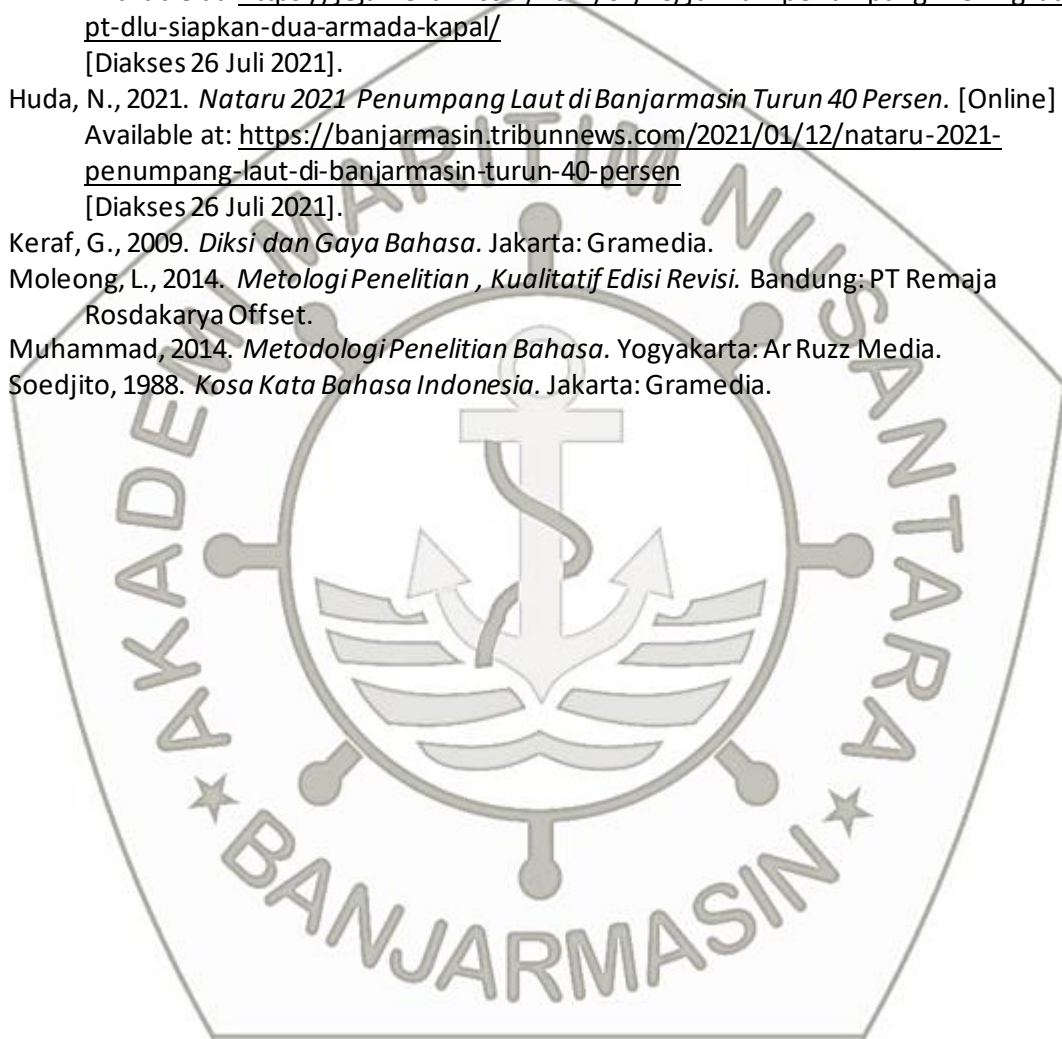 pt-dlu-siapkan-dua-armada-kapal/
[Diakses 26 Juli 2021].
Huda, N., 2021. Nataru 2021 Penumpang Laut di Banjarmasin Turun 40 Persen. [Online]
Available at: https://banjarmasin.tribunnews.com/2021/01/12/nataru-2021-
penumpang-laut-di-banjarmasin-turun-40-persen
[Diakses 26 Juli 2021].
Keraf, G., 2009. Diksi dan Gaya Bahasa. Jakarta: Gramedia.
Moleong, L., 2014. Metologi Penelitian , Kualitatif Edisi Revisi. Bandung: PT Remaja
Rosdakarya Offset.
Muhammad, 2014. Metodologi Penelitian Bahasa. Yogyakarta: Ar Ruzz Media.
Soedjito, 1988. Kosa Kata Bahasa Indonesia. Jakarta: Gramedia.
AKADEMI MARITIM NUSANTARA
BANJARMASIN